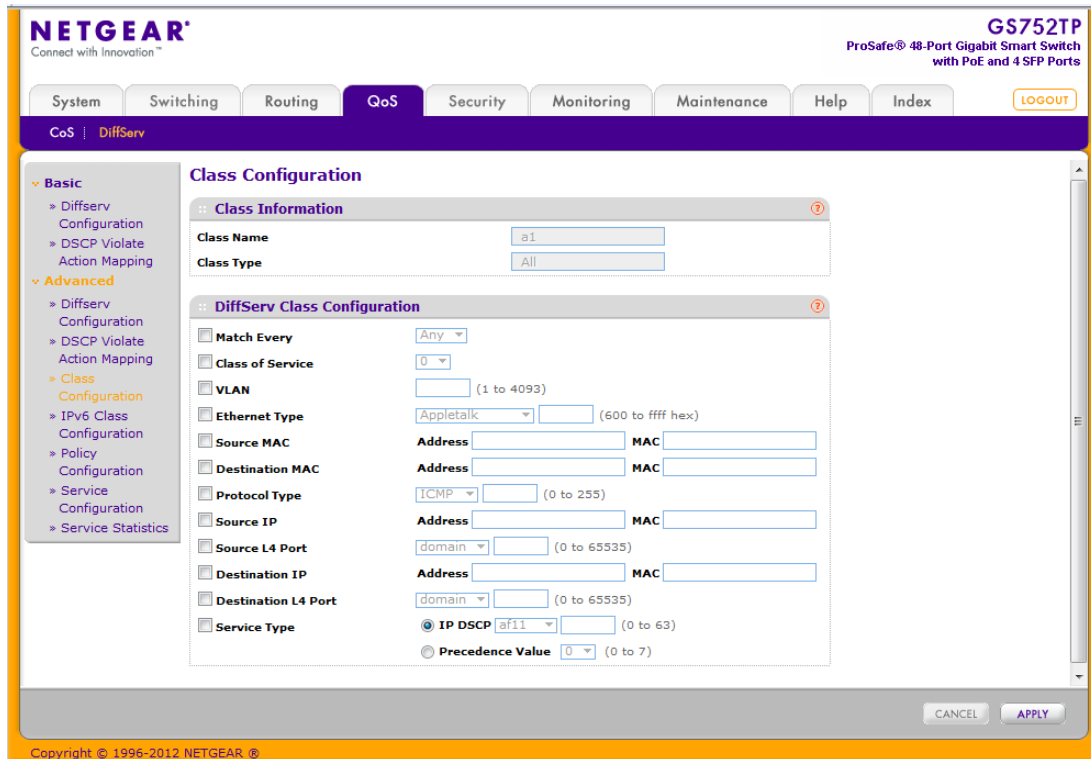 NETGEAR®
Connect with Innovation™
GS752TP
ProSafe® 48-Port Gigabit Smart Switch
with PoE and 4 SFP Ports
System Switching Routing QoS Security Monitoring Maintenance Help Index LOGOUT
CoS DiffServ
Basic
» Diffserv
Configuration
» DSCP Violate
Action Mapping
Advanced
» Diffserv
Configuration
» DSCP Violate
Action Mapping
» Class
Configuration
» IPv6 Class
Configuration
» Policy
Configuration
» Service
Configuration
» Service Statistics
Class Configuration
Class Information ?
Class Name a1
Class Type All
DiffServ Class Configuration ?
Match Every Any
Class of Service 0
VLAN (1 to 4093)
Ethernet Type Appletalk (600 to ffff hex)
Source MAC Address MAC
Destination MAC Address MAC
Protocol Type ICMP (0 to 255)
Source IP Address MAC
Source L4 Port domain (0 to 65535)
Destination IP Address MAC
Destination L4 Port domain (0 to 65535)
Service Type IP DSCP af11 (0 to 63)
Precedence Value 0 (0 to 7)
CANCEL APPLY
Copyright © 1996-2012 NETGEAR ®